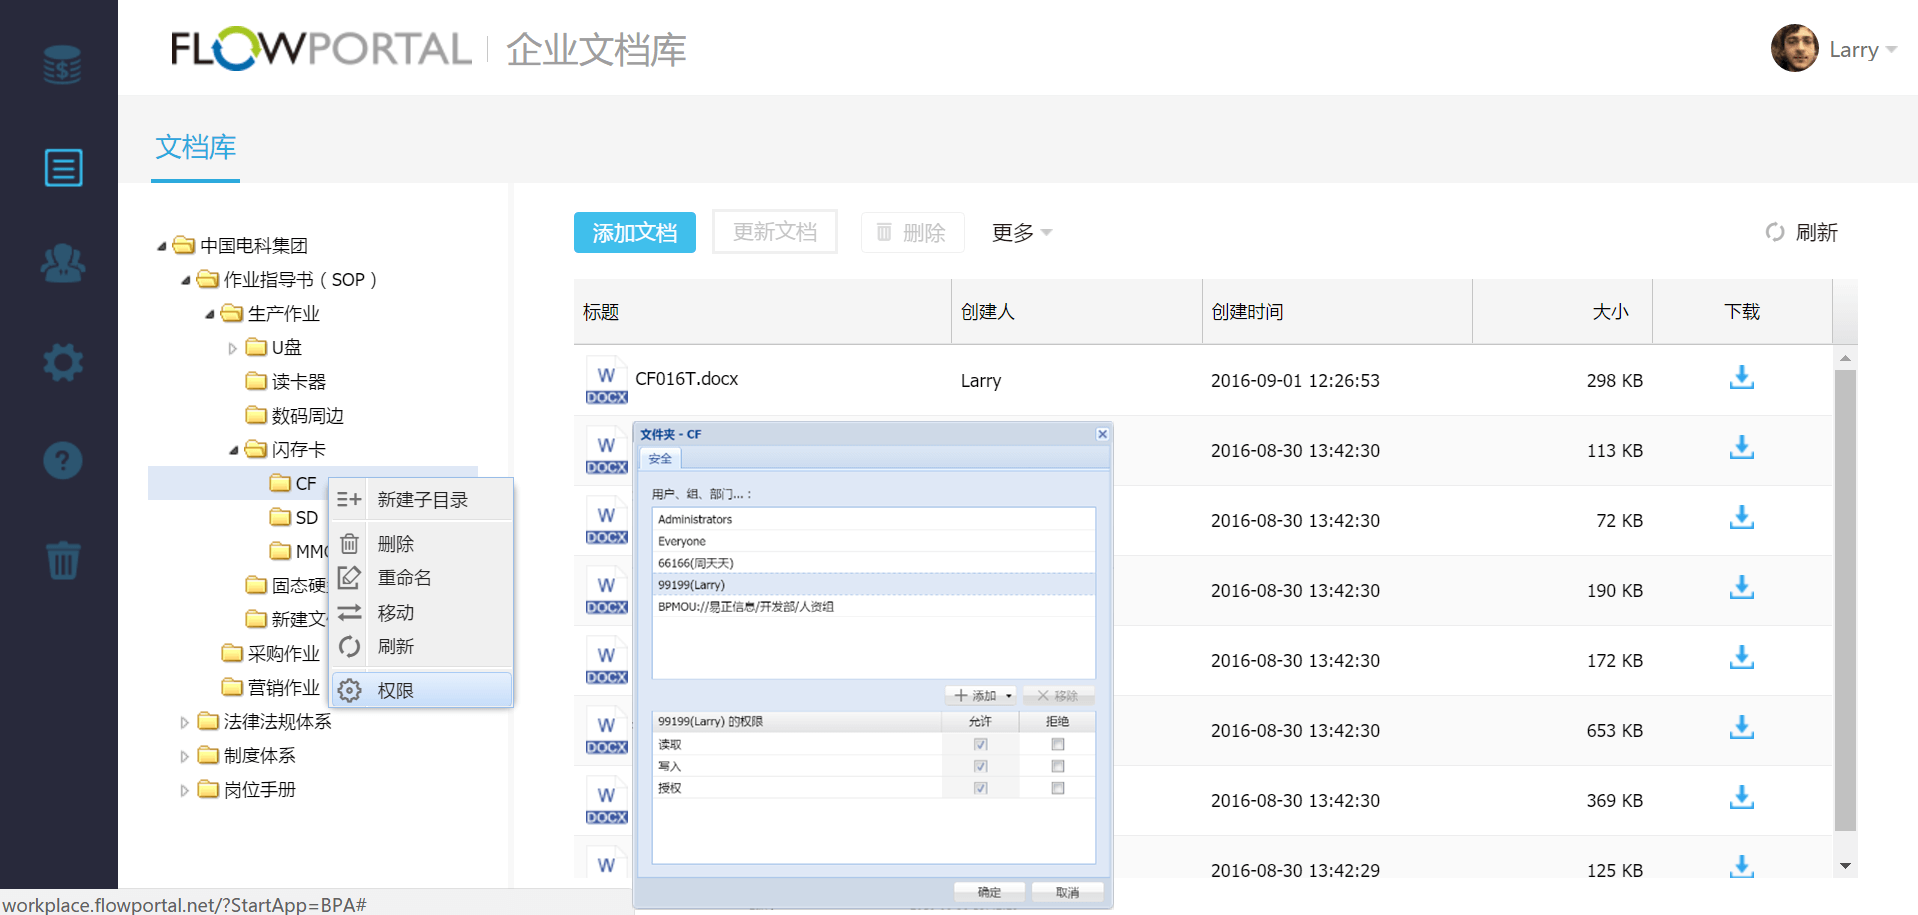 FLOWPORTAL 企业文档库
Larry
文档库
中国电科集团
作业指导书（SOP）
生产作业
U盘
读卡器
数码周边
闪存卡
CF
SD
MMC
固态硬
新建文
采购作业
营销作业
法律法规体系
制度体系
岗位手册
新建子目录
删除
重命名
移动
刷新
权限
添加文档 更新文档 删除 更多 刷新
标题 创建人 创建时间 大小 下载
W DOCX CF016T.docx Larry 2016-09-01 12:26:53 298 KB
W DOCX 2016-08-30 13:42:30 113 KB
W DOCX 2016-08-30 13:42:30 72 KB
W DOCX 2016-08-30 13:42:30 190 KB
W DOCX 2016-08-30 13:42:30 172 KB
W DOCX 2016-08-30 13:42:30 653 KB
W DOCX 2016-08-30 13:42:30 369 KB
W 2016-08-30 13:42:29 125 KB
文件夹 - CF
安全
用户、组、部门...：
Administrators
Everyone
66166(周天天)
99199(Larry)
BPMOU://易正信息/开发部/人资组
添加 移除
99199(Larry) 的权限 允许 拒绝
读取
写入
授权
确定 取消
workplace.flowportal.net/?StartApp=BPA#